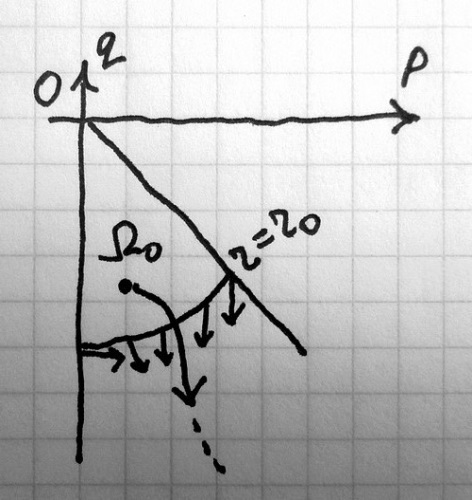 q
O
p
Ω₀
r=r₀